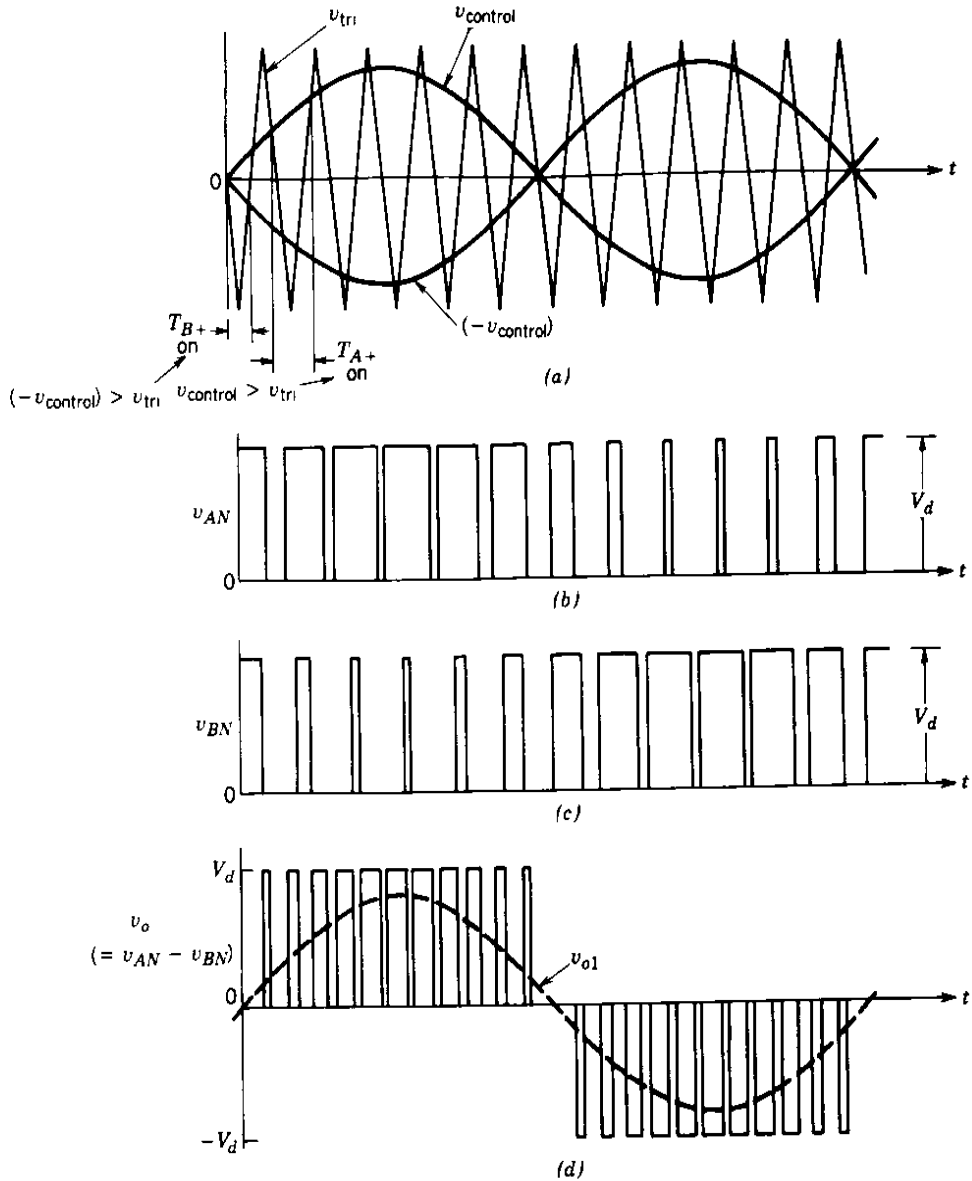 v_tri
v_control
0
t
T_B+
on
(-v_control)
T_A+
on
(-v_control) > v_tri v_control > v_tri
(a)
v_AN
V_d
0
t
(b)
v_BN
V_d
0
t
(c)
V_d
v_o
(= v_AN - v_BN)
v_o1
0
t
-V_d
(d)